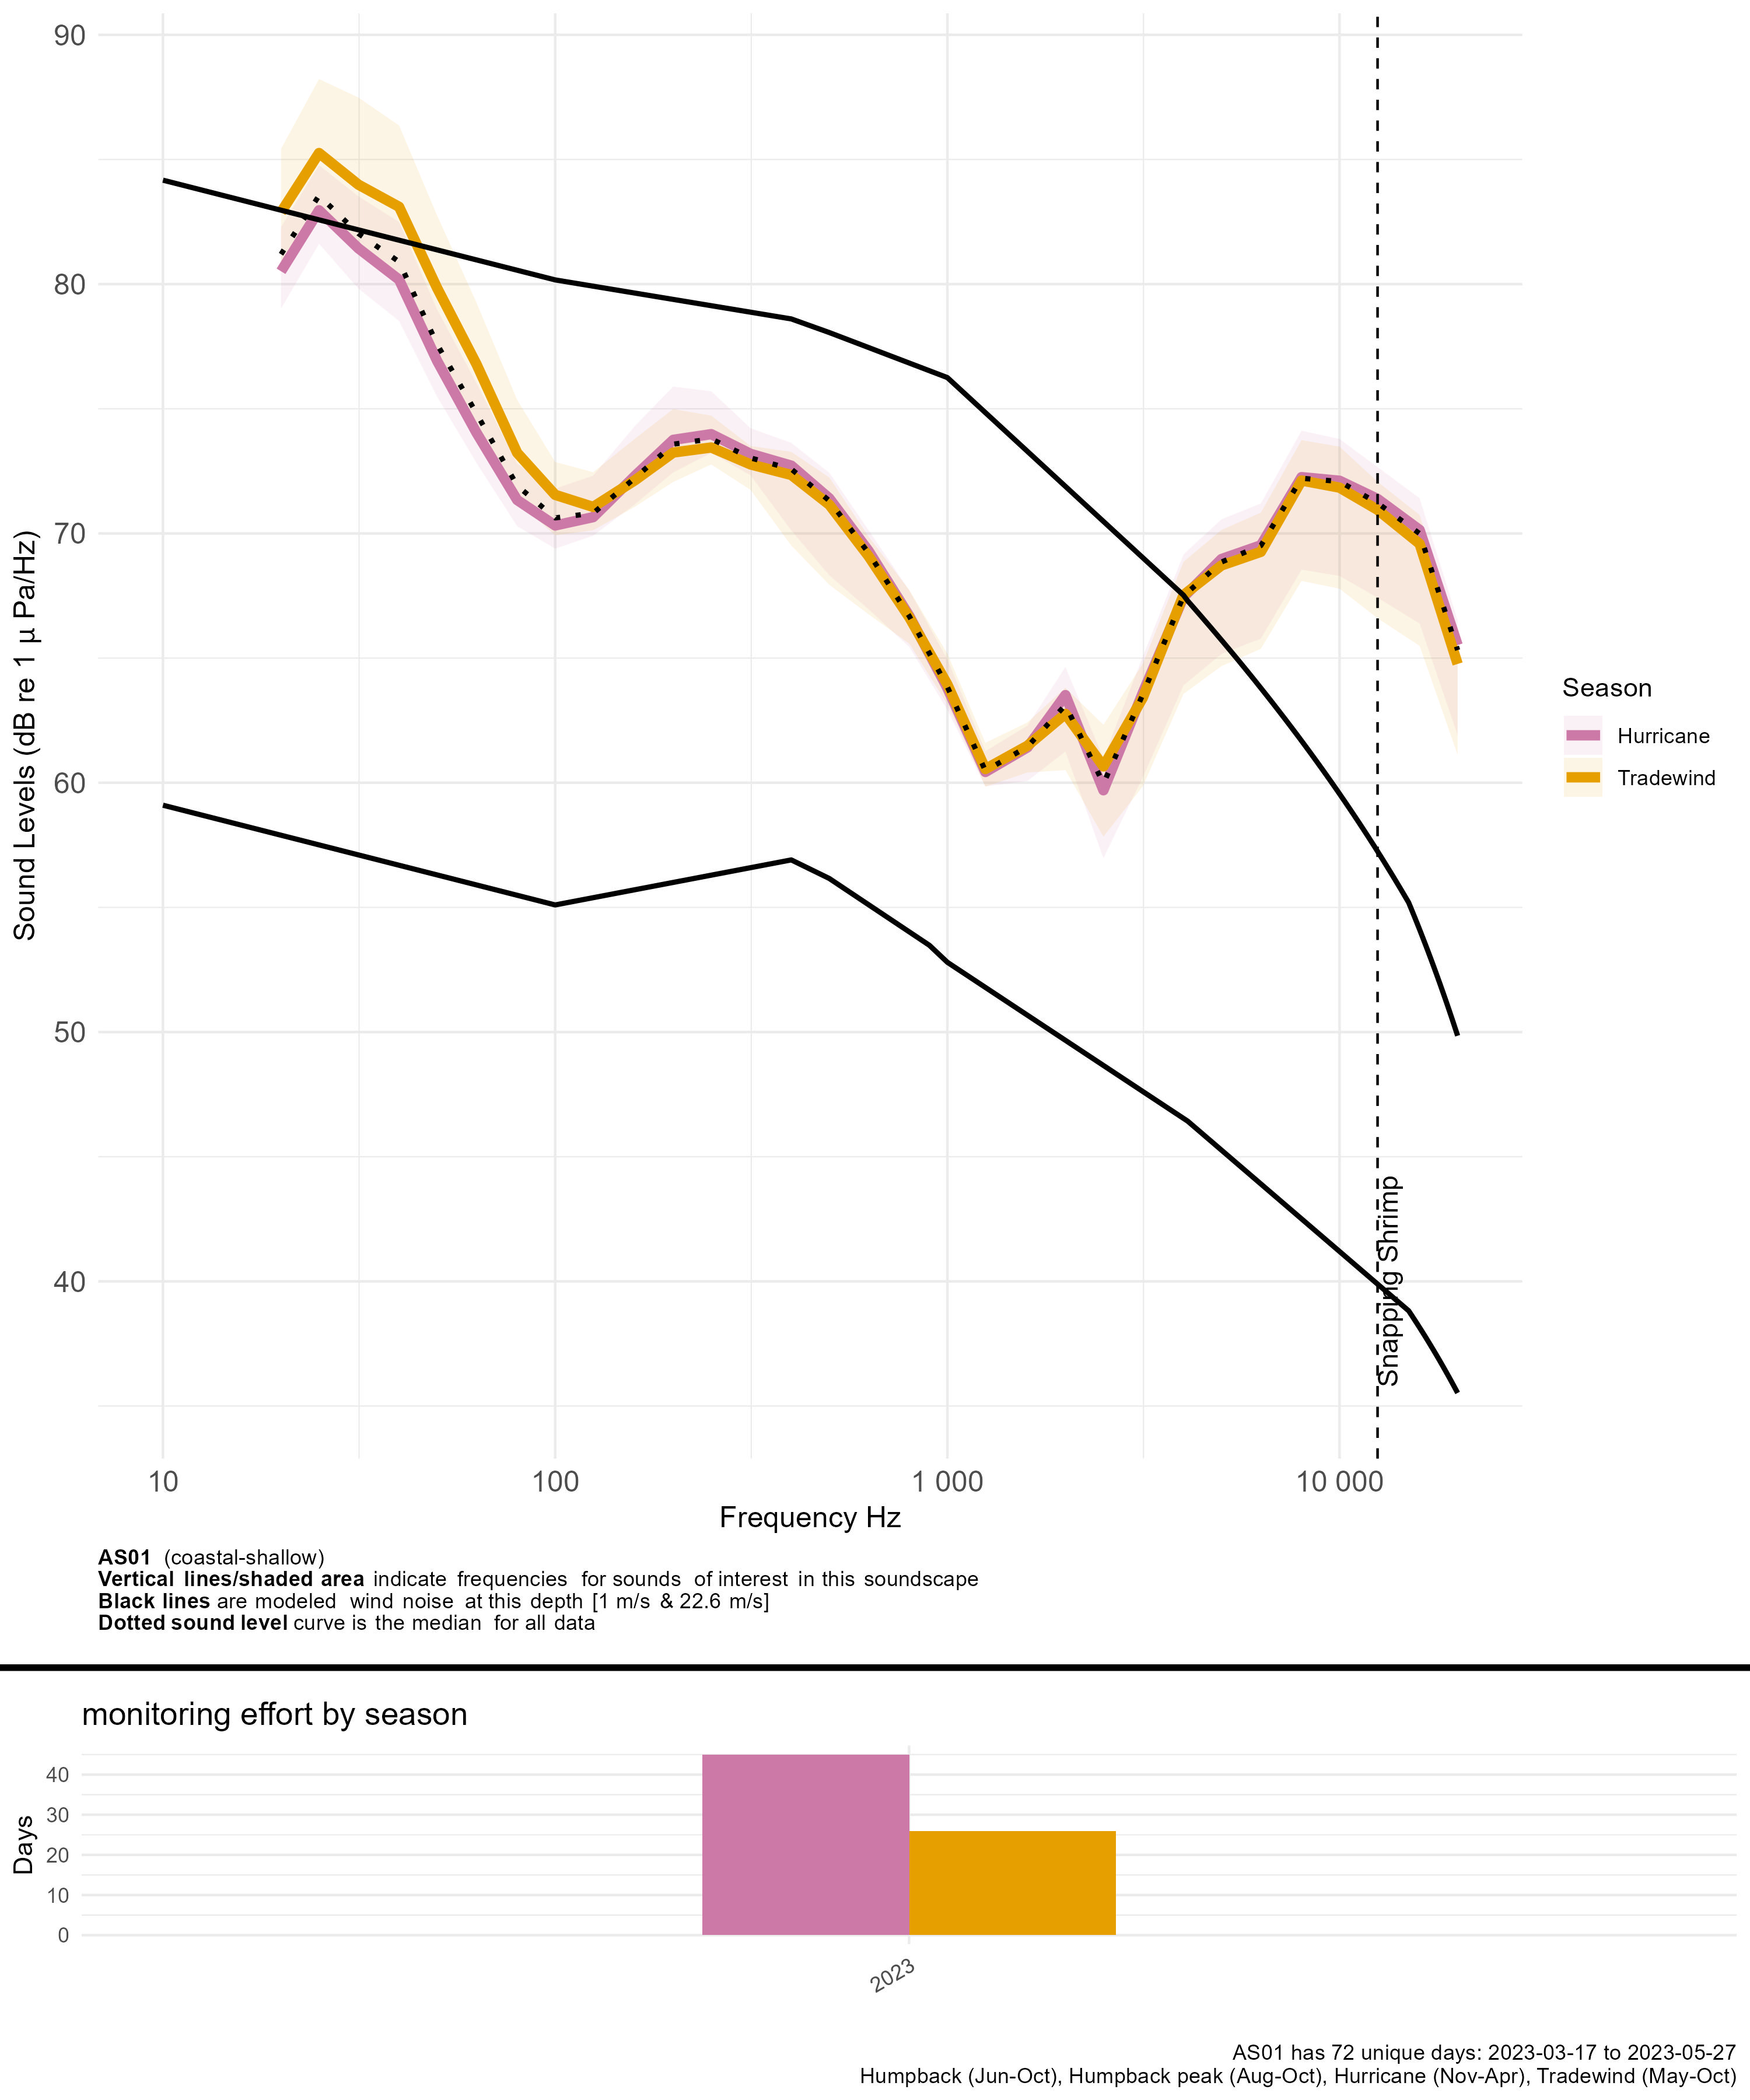 90
80
70
60
50
40
Sound Levels (dB re 1 µ Pa/Hz)
Snapping Shrimp
Season
Hurricane
Tradewind
10 100 1 000 10 000
Frequency Hz
AS01 (coastal-shallow)
Vertical lines/shaded area indicate frequencies for sounds of interest in this soundscape
Black lines are modeled wind noise at this depth [1 m/s & 22.6 m/s]
Dotted sound level curve is the median for all data
monitoring effort by season
40
30
20
10
0
Days
2023
AS01 has 72 unique days: 2023-03-17 to 2023-05-27
Humpback (Jun-Oct), Humpback peak (Aug-Oct), Hurricane (Nov-Apr), Tradewind (May-Oct)